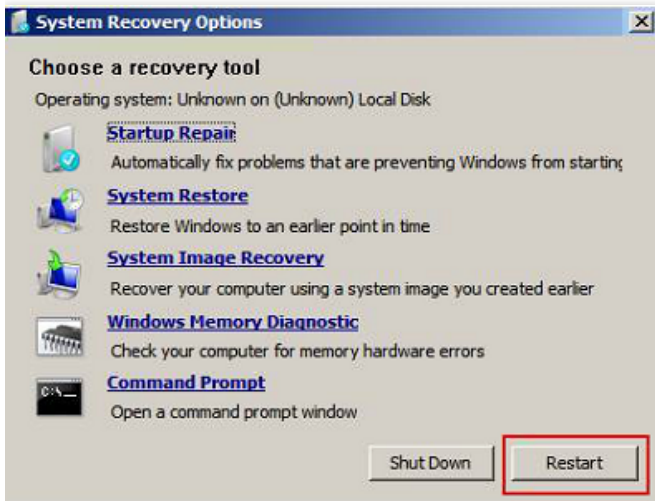 System Recovery Options
Choose a recovery tool
Operating system: Unknown on (Unknown) Local Disk
Startup Repair
Automatically fix problems that are preventing Windows from starting
System Restore
Restore Windows to an earlier point in time
System Image Recovery
Recover your computer using a system image you created earlier
Windows Memory Diagnostic
Check your computer for memory hardware errors
C:\_
Command Prompt
Open a command prompt window
Shut Down
Restart